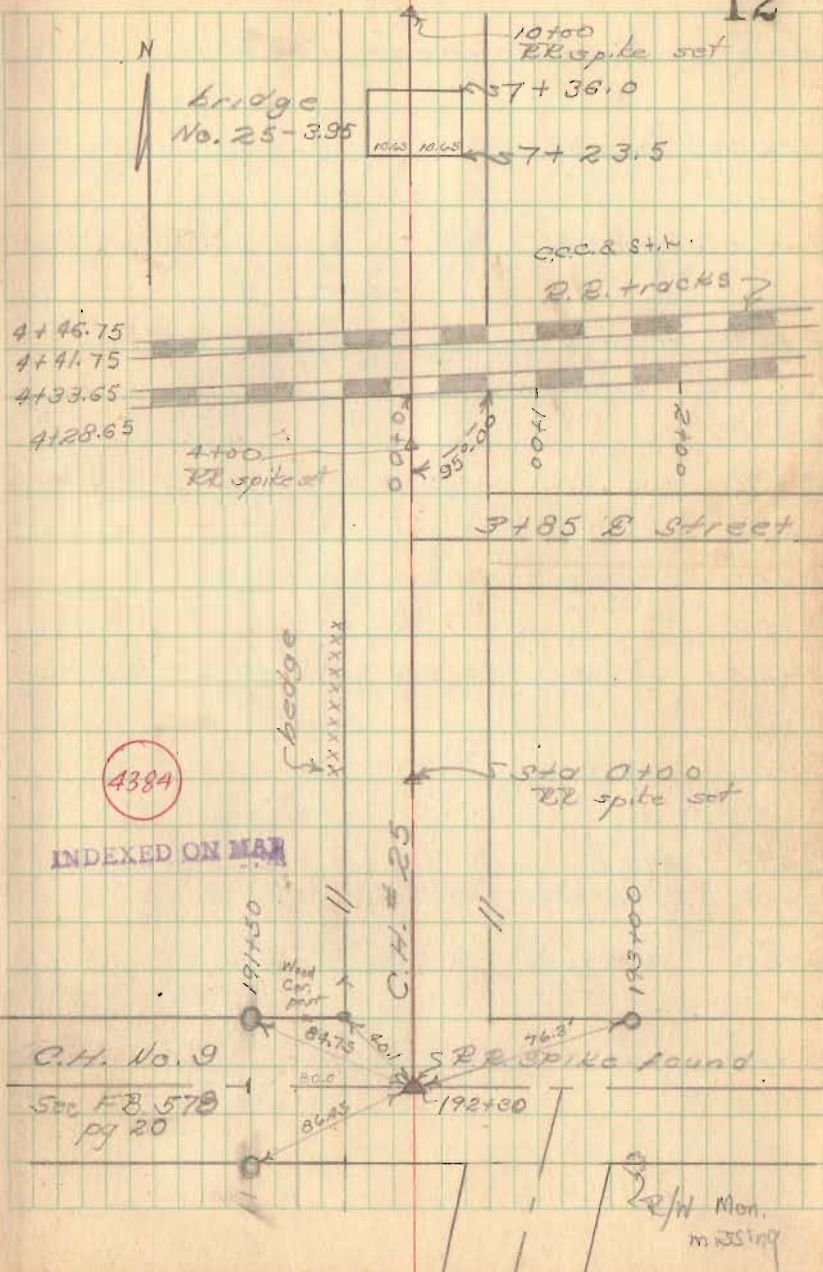 12
10+00
RR spike set
N
bridge
No. 25-3.95
7+36.0
10.65 10.65
7+23.5
C.C.C. & St. L.
R.R. tracks
4+46.75
4+41.75
4+33.65
4+28.65
4+00
RR spike set
0+00
95°00'
1+00
2+00
3+85 E Street
hedge
xxxxxxxxxx
4384
Sta 0+00
RR spike set
INDEXED ON MAP
C.H. # 25
191+50
193+00
Wood
Cor.
post
84.75
40.1
76.3'
C.H. No. 9
RR Spike found
80.0
See FB 578
pg 20
192+30
R/W Mon.
missing